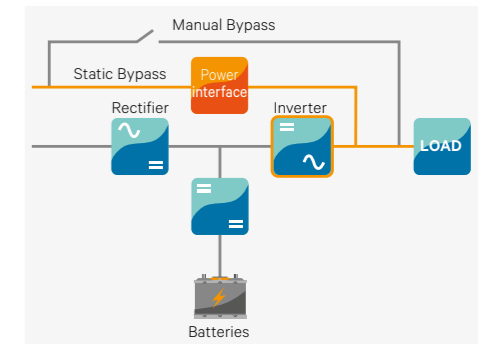 Manual Bypass
Static Bypass
Power
interface
Rectifier
Inverter
LOAD
Batteries